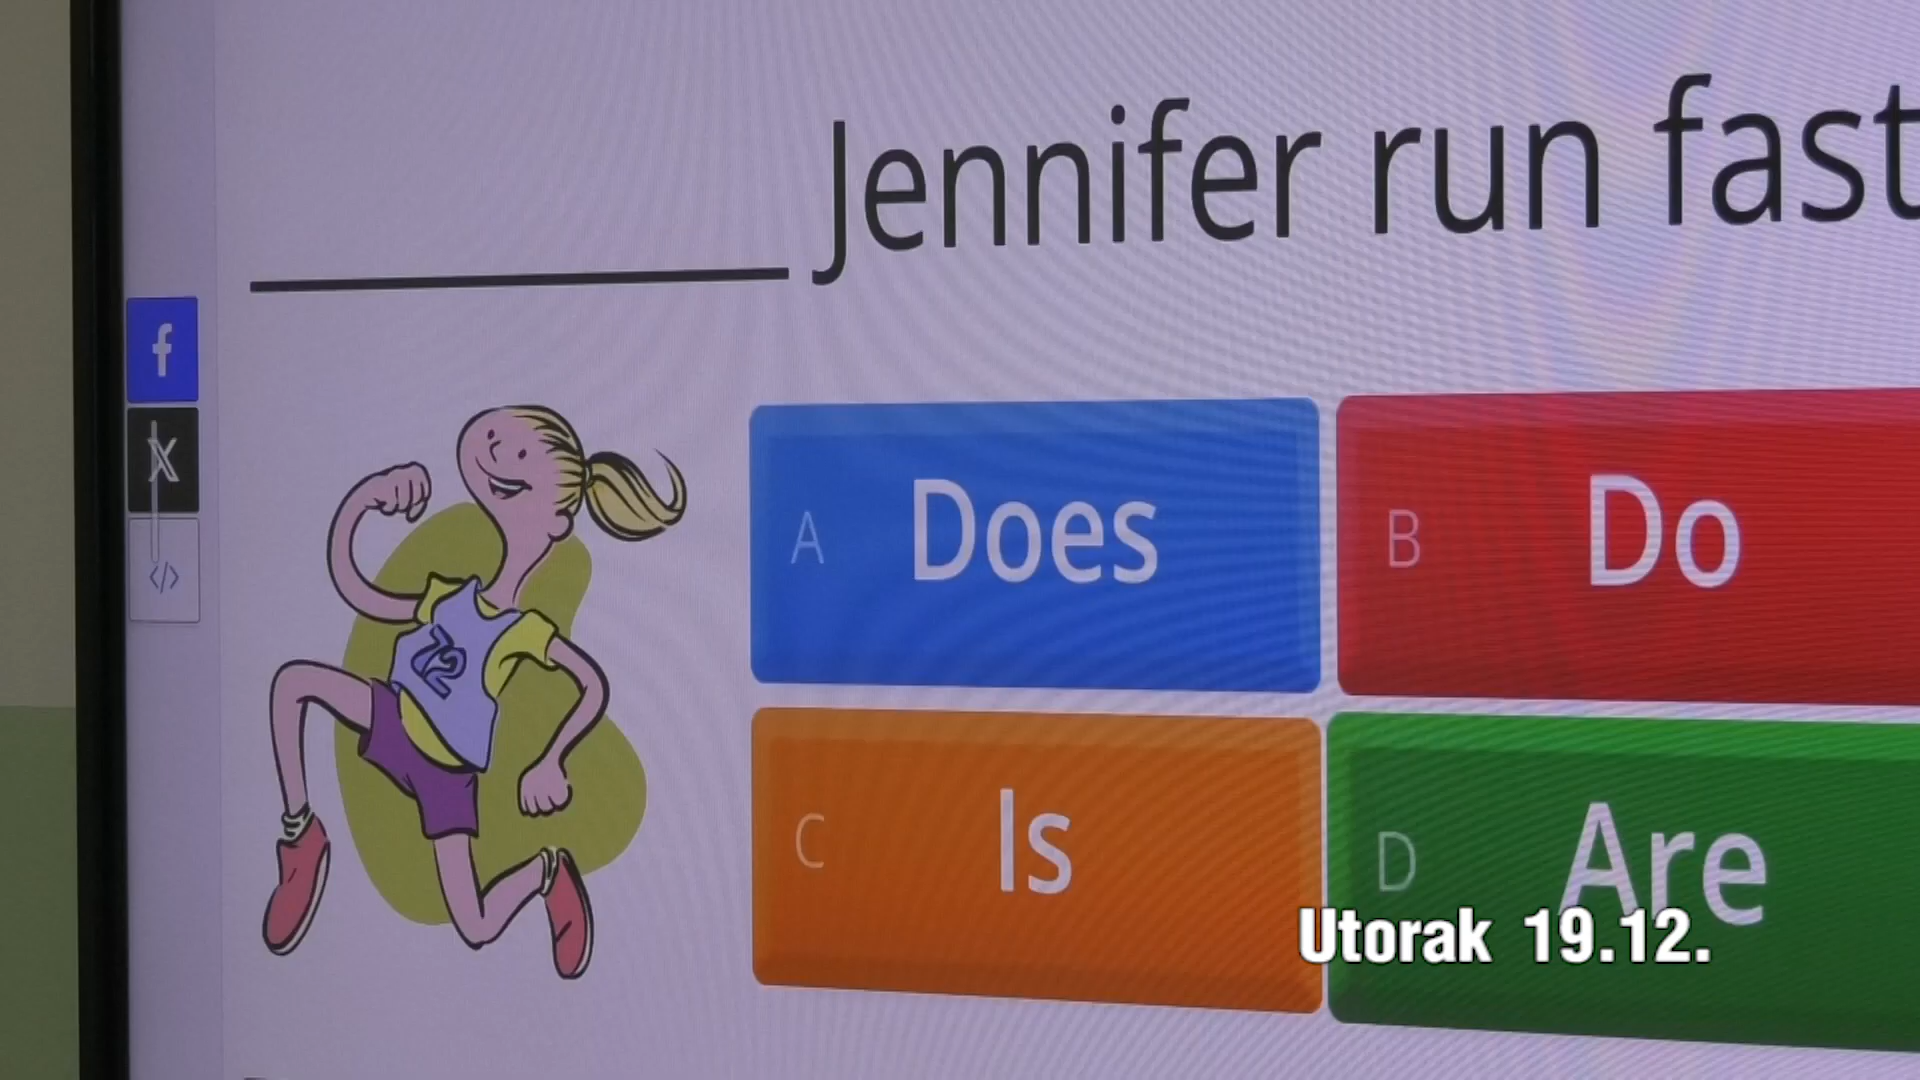 Jennifer run fast
f
X
</>
A Does
B Do
72
C Is
D Are
Utorak 19.12.